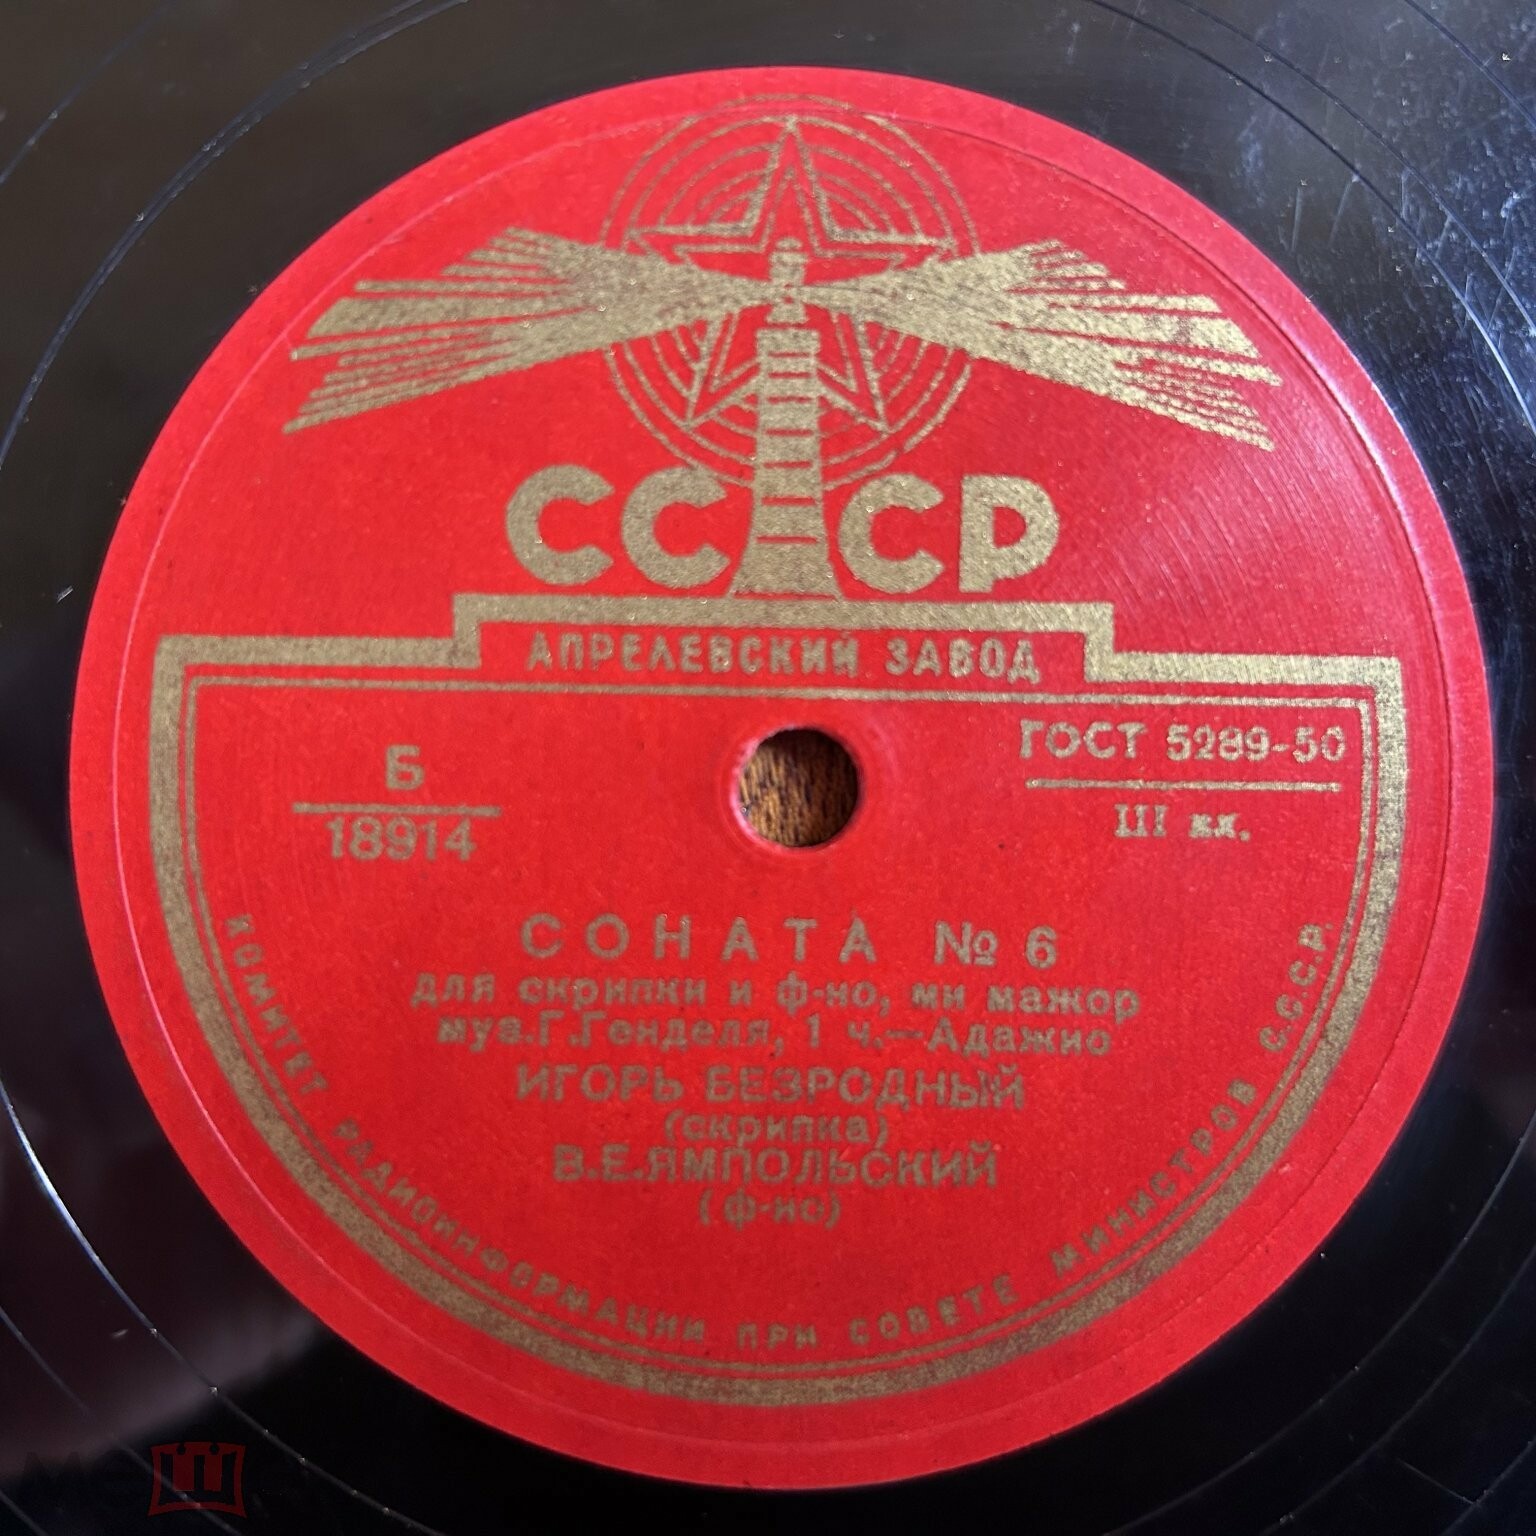 СССР
АПРЕЛЕВСКИЙ ЗАВОД
ГОСТ 5289-50
III кл.
Б
18914
СОНАТА № 6
для скрипки и ф-но, ми мажор
муз.Г.Генделя, 1 ч.—Адажио
ИГОРЬ БЕЗРОДНЫЙ
(скрипка)
В.Е.ЯМПОЛЬСКИЙ
(ф-но)
КОМИТЕТ РАДИОИНФОРМАЦИИ ПРИ СОВЕТЕ МИНИСТРОВ С.С.С.Р.